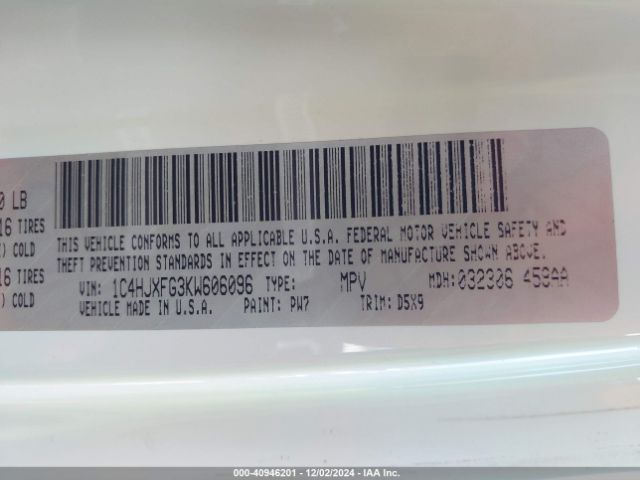 0 LB
16 TIRES
) COLD
16 TIRES
) COLD
THIS VEHICLE CONFORMS TO ALL APPLICABLE U.S.A. FEDERAL MOTOR VEHICLE SAFETY AND
THEFT PREVENTION STANDARDS IN EFFECT ON THE DATE OF MANUFACTURE SHOWN ABOVE.
VIN: 1C4HJXFG3KW606096 TYPE: MPV MDH:032306
VEHICLE MADE IN U.S.A. PAINT: PW7 TRIM: D5X9
000-40946201 - 12/02/2024 - IAA Inc.